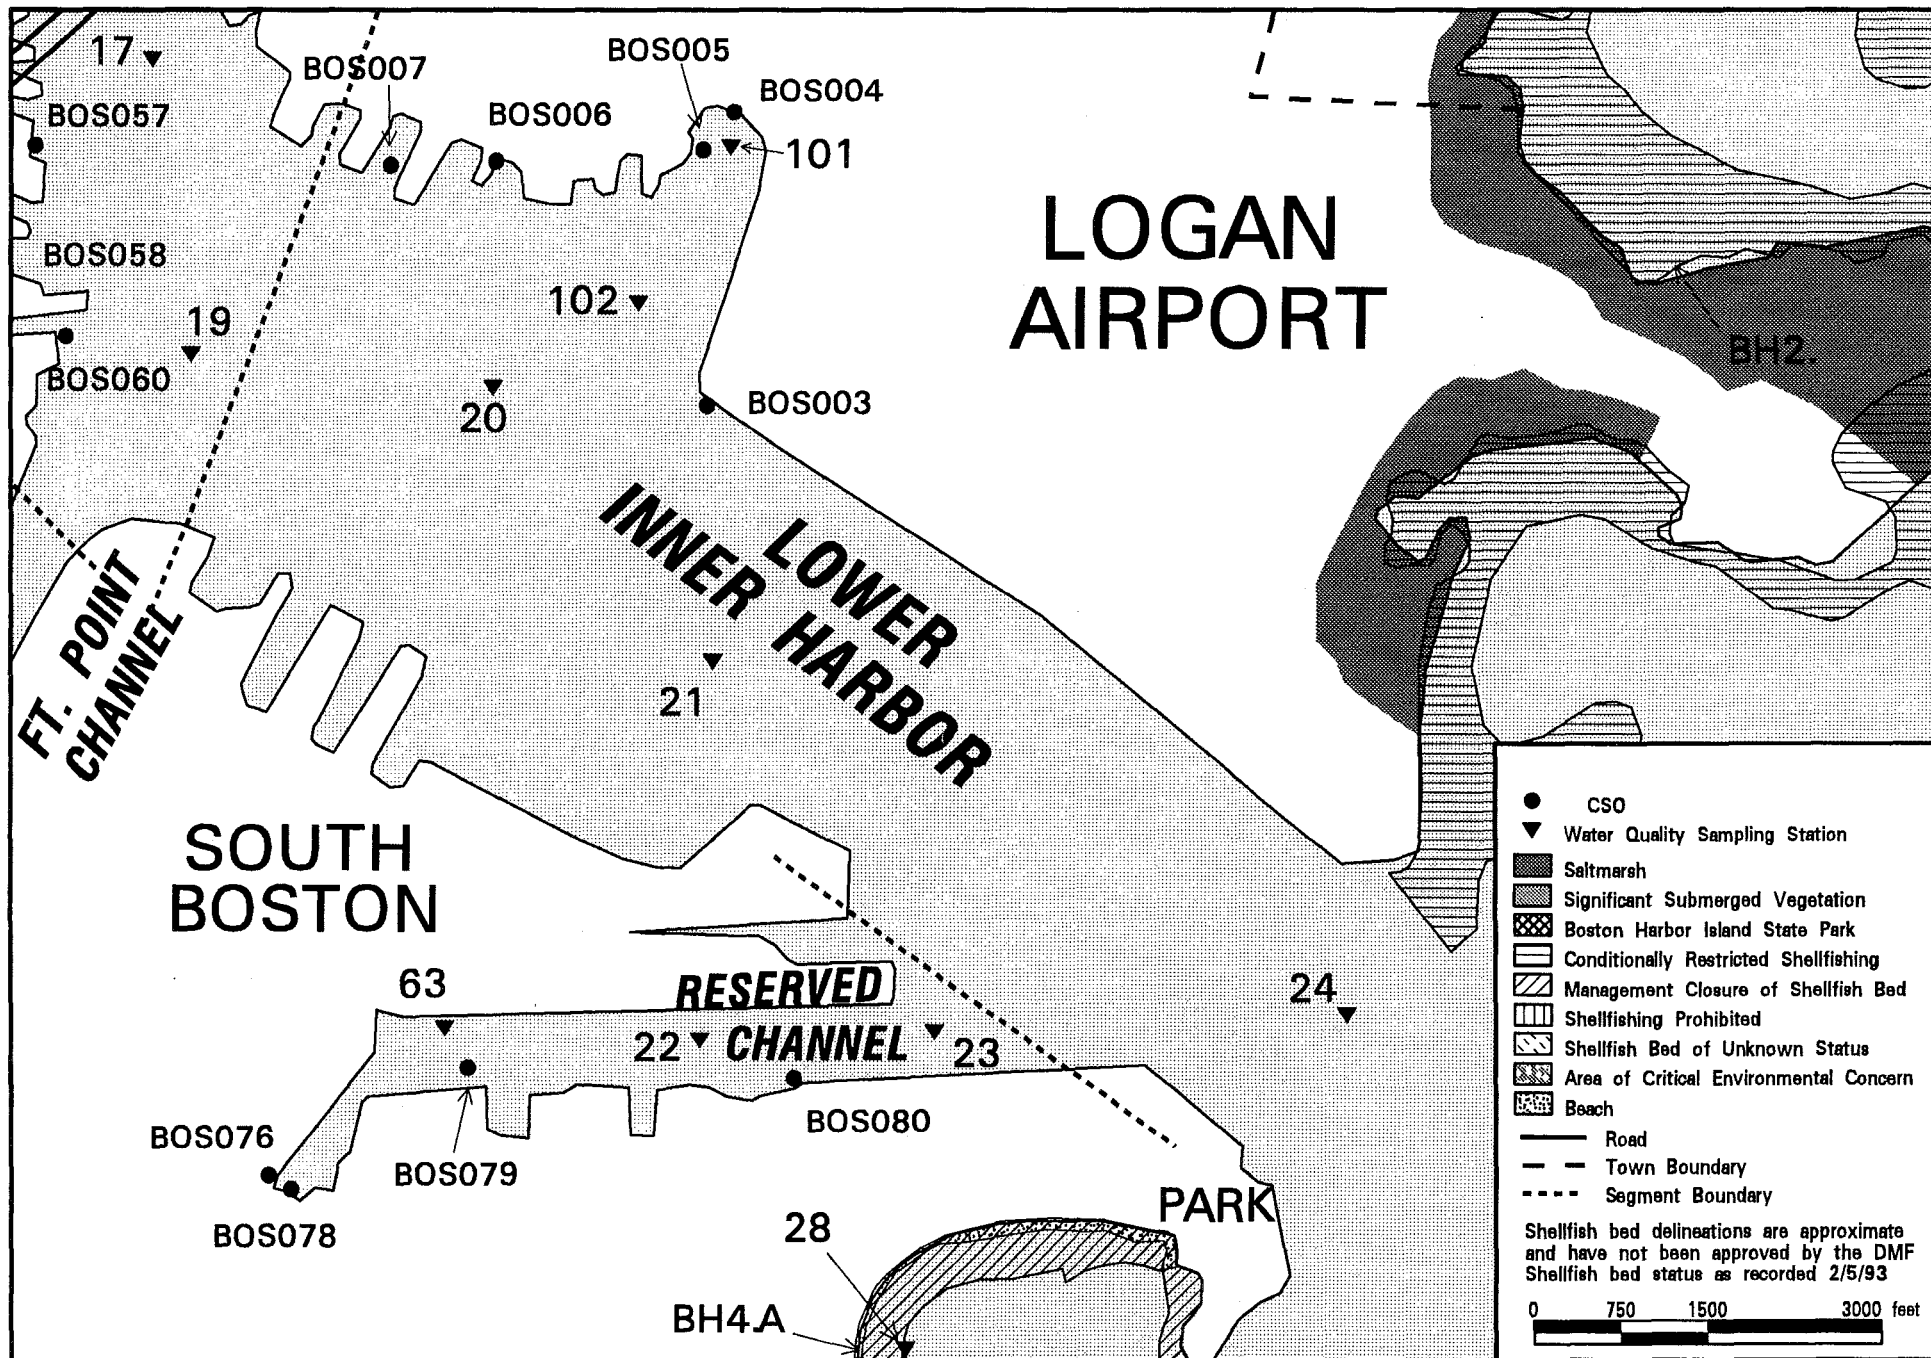 17
BOS007
BOS005
BOS004
BOS057
BOS006
101
LOGAN
AIRPORT
BOS058
102
19
BH2.
BOS060
20
BOS003
LOWER
INNER HARBOR
FT. POINT
CHANNEL
21
SOUTH
BOSTON
63
RESERVED
CHANNEL
22
23
24
BOS076
BOS079
BOS080
BOS078
PARK
28
BH4.A
CSO
Water Quality Sampling Station
Saltmarsh
Significant Submerged Vegetation
Boston Harbor Island State Park
Conditionally Restricted Shellfishing
Management Closure of Shellfish Bed
Shellfishing Prohibited
Shellfish Bed of Unknown Status
Area of Critical Environmental Concern
Beach
Road
Town Boundary
Segment Boundary
Shellfish bed delineations are approximate
and have not been approved by the DMF
Shellfish bed status as recorded 2/5/93
0 750 1500 3000 feet